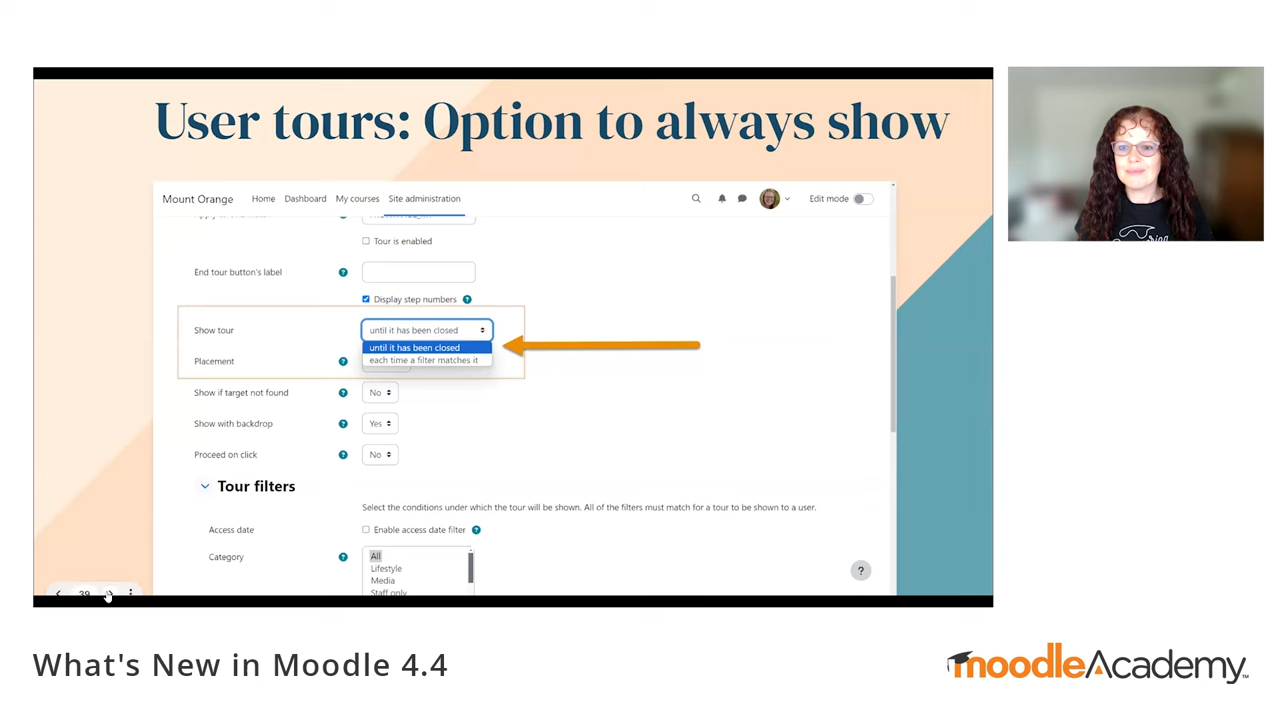 User tours: Option to always show
Mount Orange Home Dashboard My courses Site administration Edit mode
Tour is enabled
End tour button's label
Display step numbers
Show tour until it has been closed
until it has been closed
Placement each time a filter matches it
Show if target not found No
Show with backdrop Yes
Proceed on click No
Tour filters
Select the conditions under which the tour will be shown. All of the filters must match for a tour to be shown to a user.
Access date Enable access date filter
Category All
Lifestyle
Media
Staff only
39
What's New in Moodle 4.4
moodleAcademy™